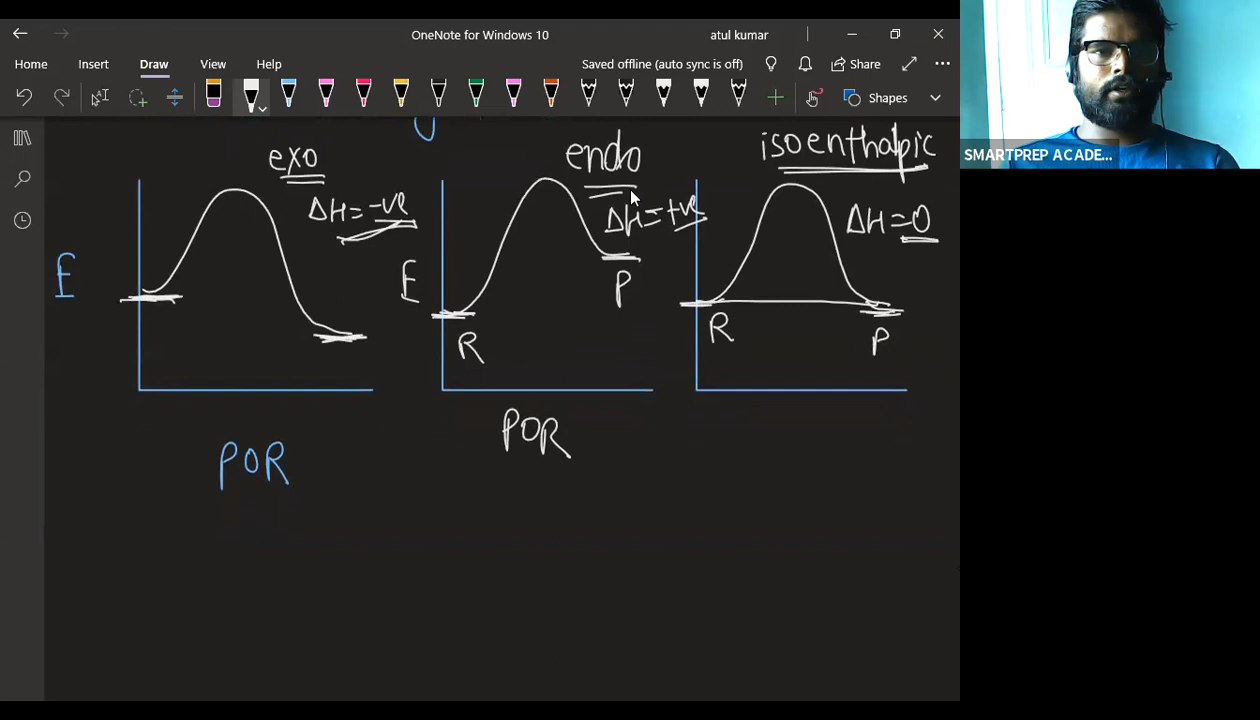 OneNote for Windows 10
atul kumar
Home
Insert
Draw
View
Help
Saved offline (auto sync is off)
Share
Shapes
SMARTPREP ACADE...
exo
ΔH = -ve
E
POR
endo
ΔH = +ve
E
R
P
POR
isoenthalpic
ΔH = 0
R
P